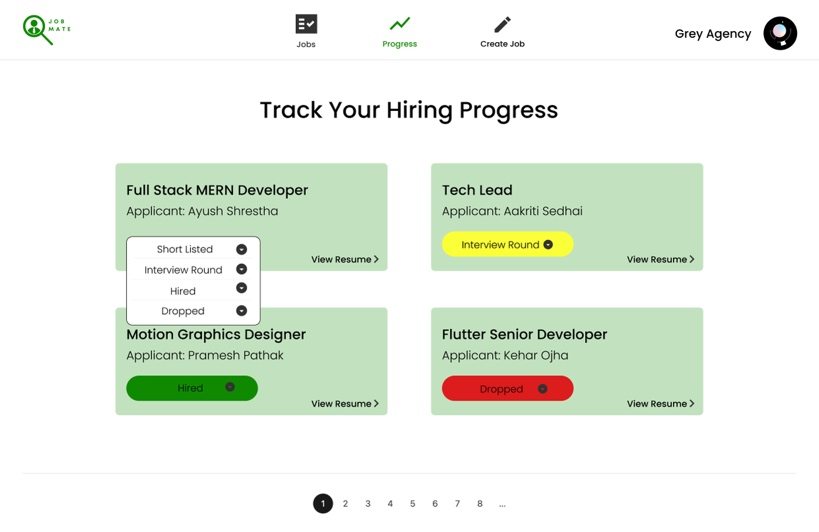 JOB
MATE
Jobs
Progress
Create Job
Grey Agency
Track Your Hiring Progress
Full Stack MERN Developer
Applicant: Ayush Shrestha
Short Listed
Interview Round
Hired
Dropped
View Resume
Tech Lead
Applicant: Aakriti Sedhai
Interview Round
View Resume
Motion Graphics Designer
Applicant: Pramesh Pathak
Hired
View Resume
Flutter Senior Developer
Applicant: Kehar Ojha
Dropped
View Resume
1 2 3 4 5 6 7 8 ...